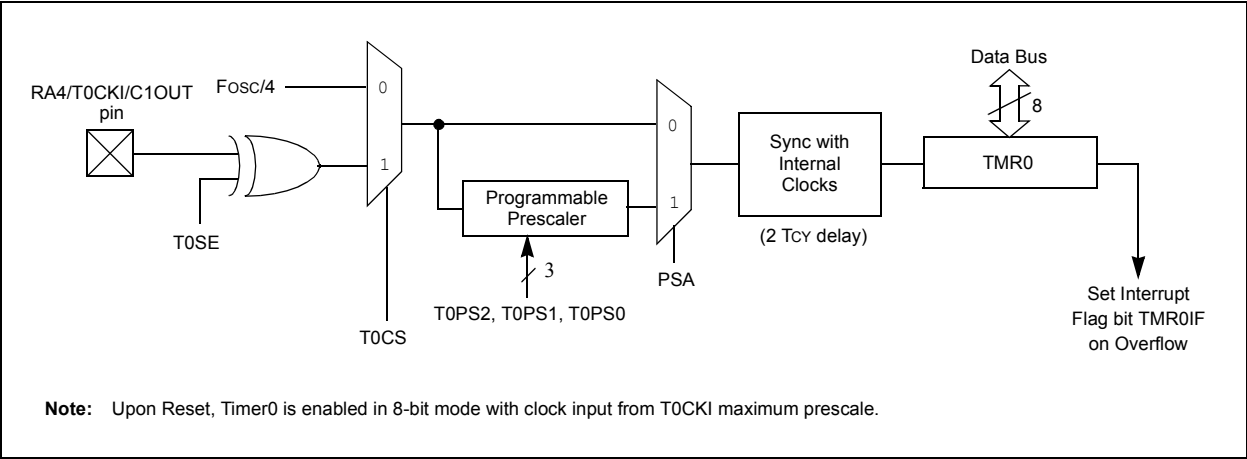 Data Bus
8
RA4/T0CKI/C1OUT
pin
FOSC/4
0
1
T0SE
T0CS
Programmable
Prescaler
3
T0PS2, T0PS1, T0PS0
0
1
PSA
Sync with
Internal
Clocks
(2 TCY delay)
TMR0
Set Interrupt
Flag bit TMR0IF
on Overflow
Note: Upon Reset, Timer0 is enabled in 8-bit mode with clock input from T0CKI maximum prescale.